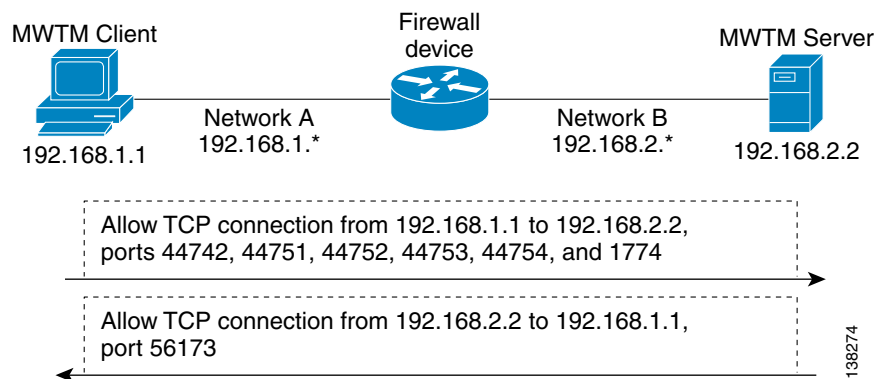 MWTM Client
Firewall
device
MWTM Server
Network A
192.168.1.*
Network B
192.168.2.*
192.168.1.1
192.168.2.2
Allow TCP connection from 192.168.1.1 to 192.168.2.2,
ports 44742, 44751, 44752, 44753, 44754, and 1774
Allow TCP connection from 192.168.2.2 to 192.168.1.1,
port 56173
138274